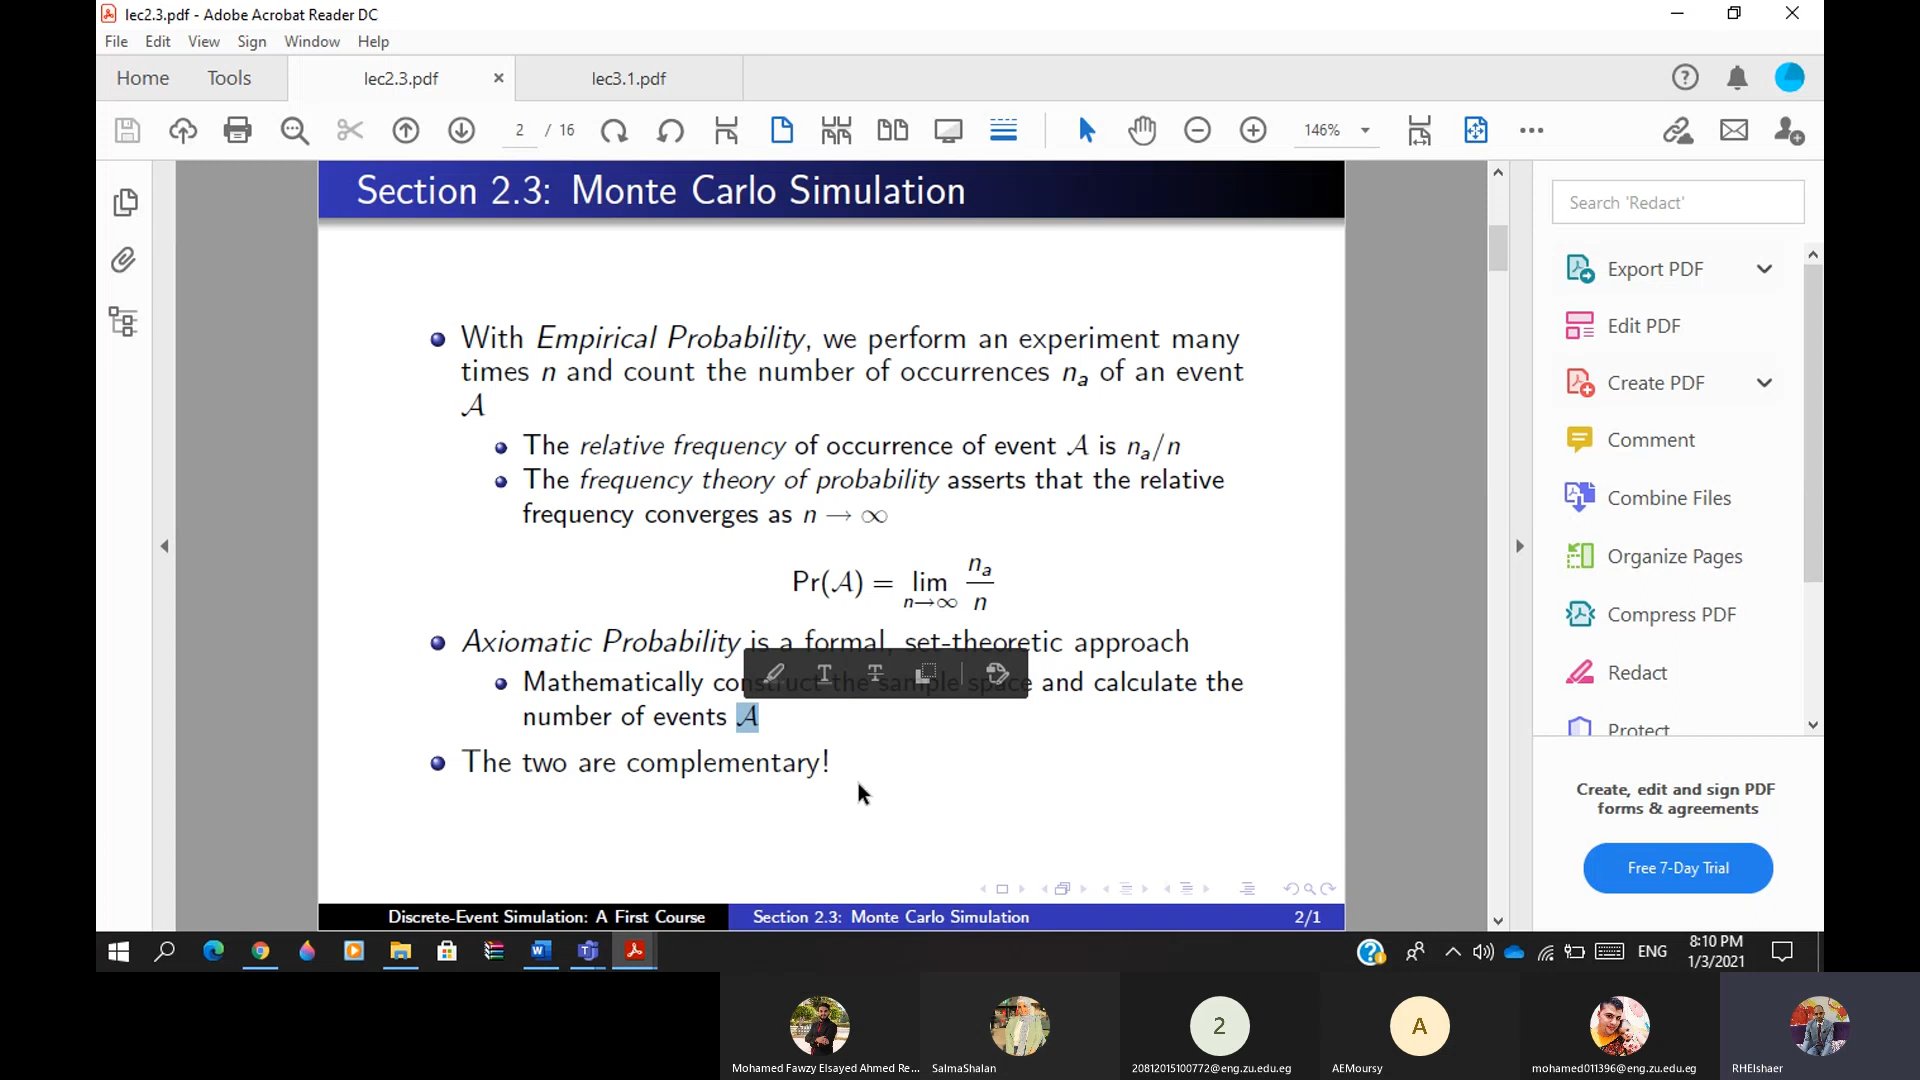 lec2.3.pdf - Adobe Acrobat Reader DC
File Edit View Sign Window Help
Home Tools lec2.3.pdf × lec3.1.pdf
2 / 16 146%
Section 2.3: Monte Carlo Simulation
With Empirical Probability, we perform an experiment many
times n and count the number of occurrences nₐ of an event
𝒜
The relative frequency of occurrence of event 𝒜 is nₐ/n
The frequency theory of probability asserts that the relative
frequency converges as n → ∞
Pr(𝒜) = lim n→∞ nₐ/n
Axiomatic Probability is a formal, set-theoretic approach
Mathematically construct the sample space and calculate the
number of events 𝒜
The two are complementary!
Discrete-Event Simulation: A First Course Section 2.3: Monte Carlo Simulation 2/1
Search 'Redact'
Export PDF
Edit PDF
Create PDF
Comment
Combine Files
Organize Pages
Compress PDF
Redact
Protect
Create, edit and sign PDF
forms & agreements
Free 7-Day Trial
ENG
8:10 PM
1/3/2021
2
A
Mohamed Fawzy Elsayed Ahmed Re...
SalmaShalan
20812015100772@eng.zu.edu.eg
AEMoursy
mohamed011396@eng.zu.edu.eg
RHElshaer